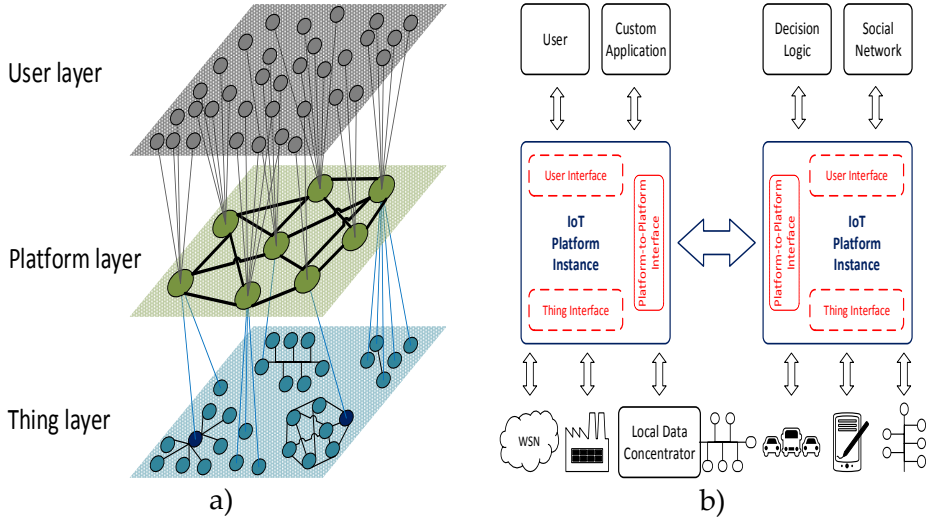 User layer
Platform layer
Thing layer
a)
User
Custom
Application
Decision
Logic
Social
Network
User Interface
IoT
Platform
Instance
Platform-to-Platform
Interface
Thing Interface
Platform-to-Platform
Interface
User Interface
IoT
Platform
Instance
Thing Interface
WSN
Local Data
Concentrator
b)